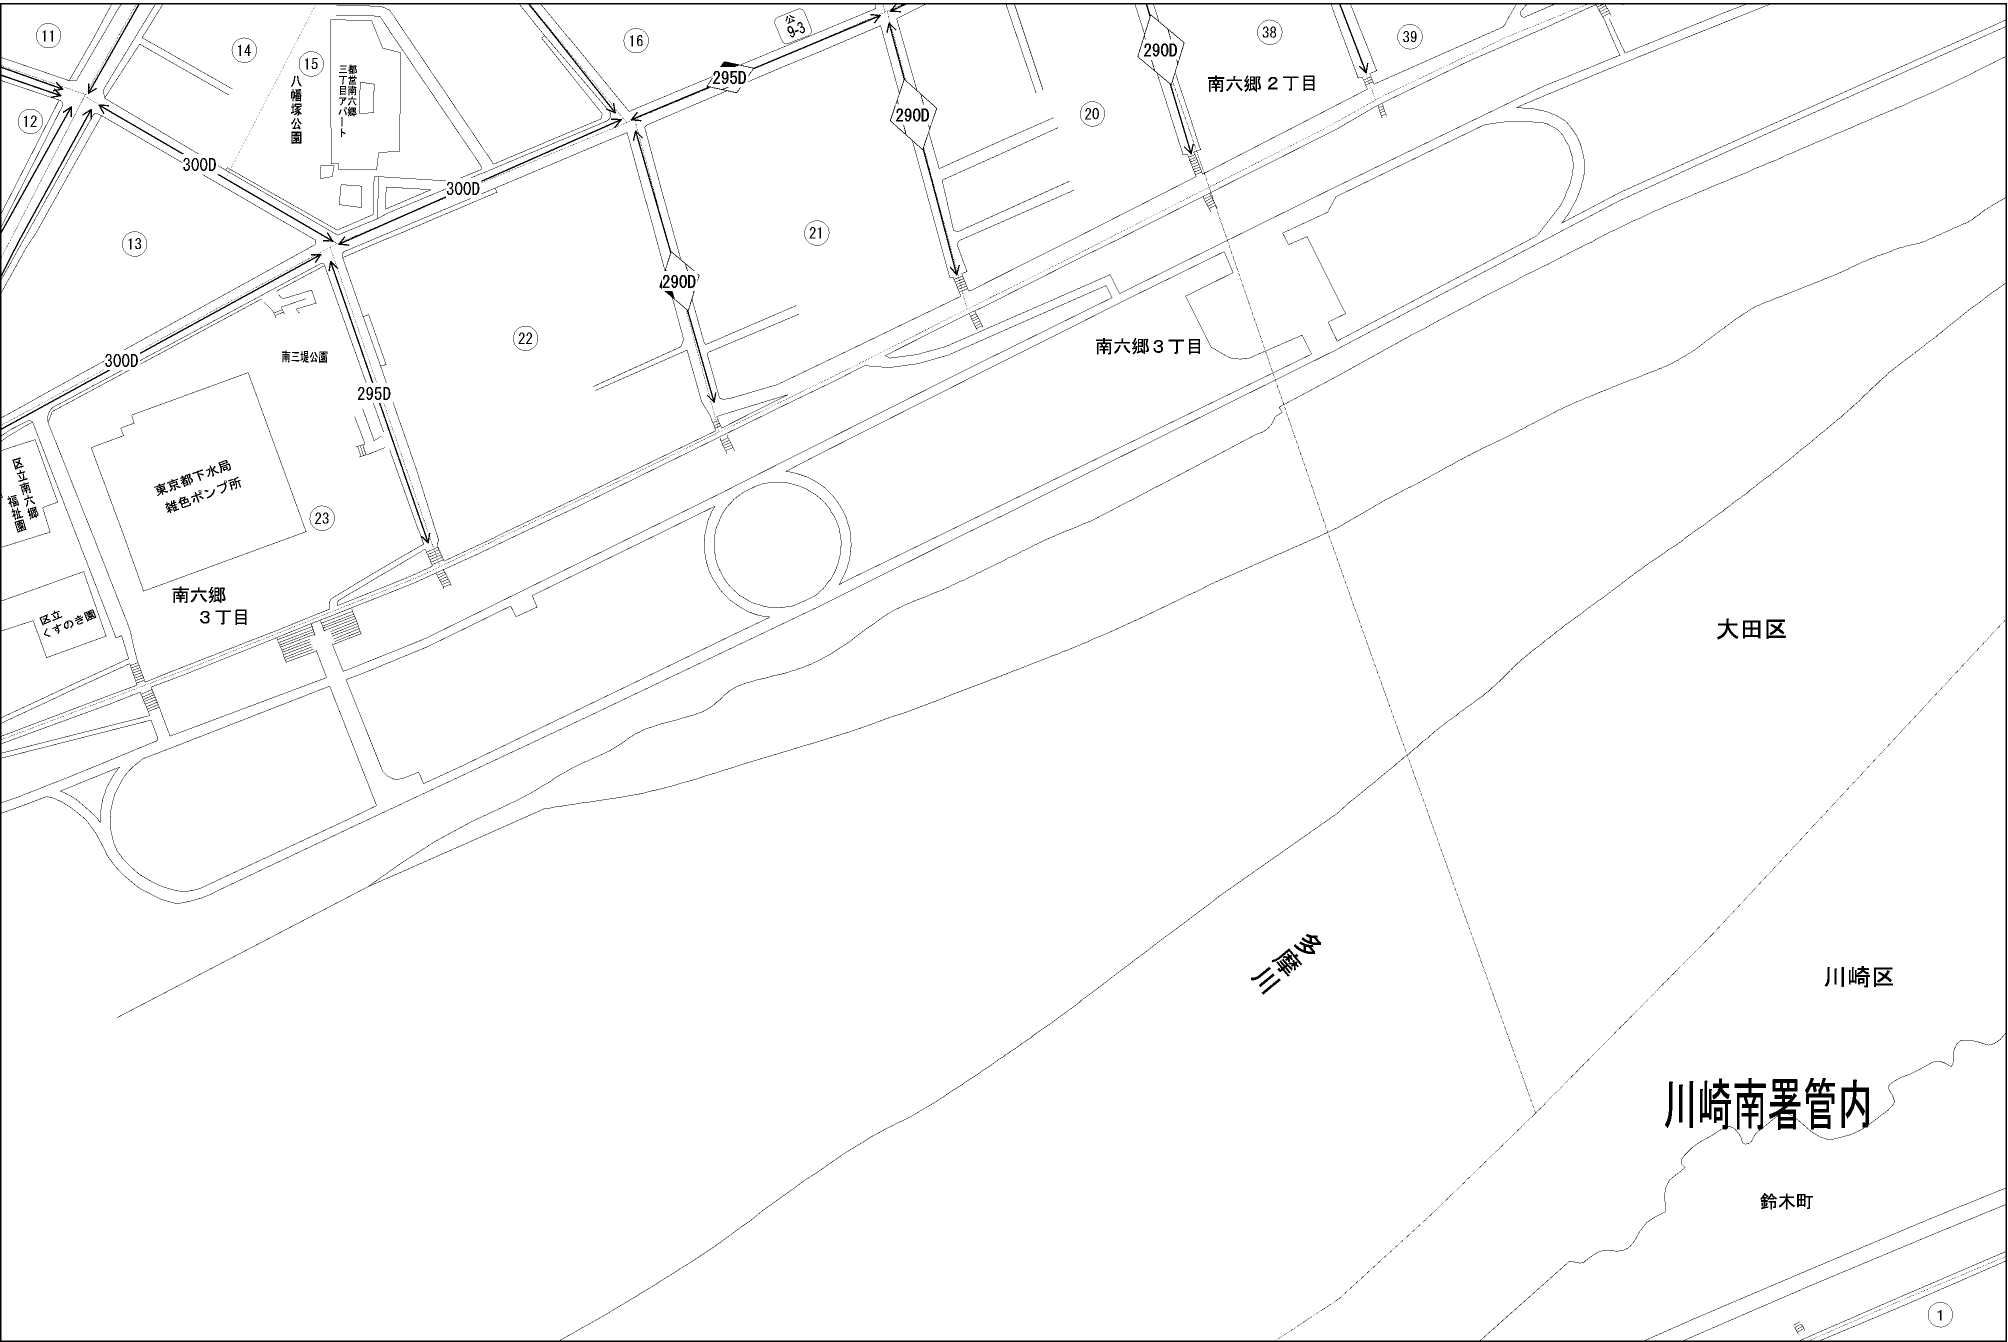 11
14
15
16
公
9-3
38
39
12
13
20
21
22
23
南六郷２丁目
290D
295D
290D
300D
300D
290D
300D
295D
都営南六郷
三丁目アパート
八幡塚公園
南三堤公園
南六郷３丁目
東京都下水局
雑色ポンプ所
区立南六郷
福祉園
南六郷
３丁目
区立
くすのき園
大田区
多摩川
川崎区
川崎南署管内
鈴木町
1